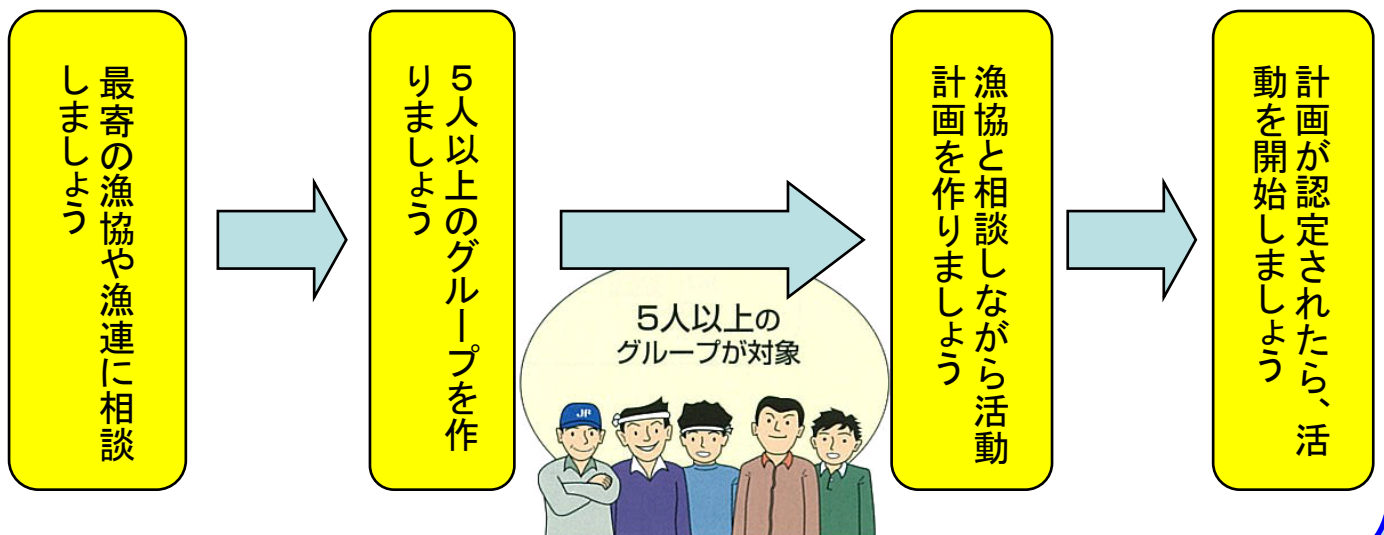 最寄の漁協や漁連に相談
しましょう
５人以上のグループを作
りましょう
5人以上の
グループが対象
漁協と相談しながら活動
計画を作りましょう
計画が認定されたら、活
動を開始しましょう